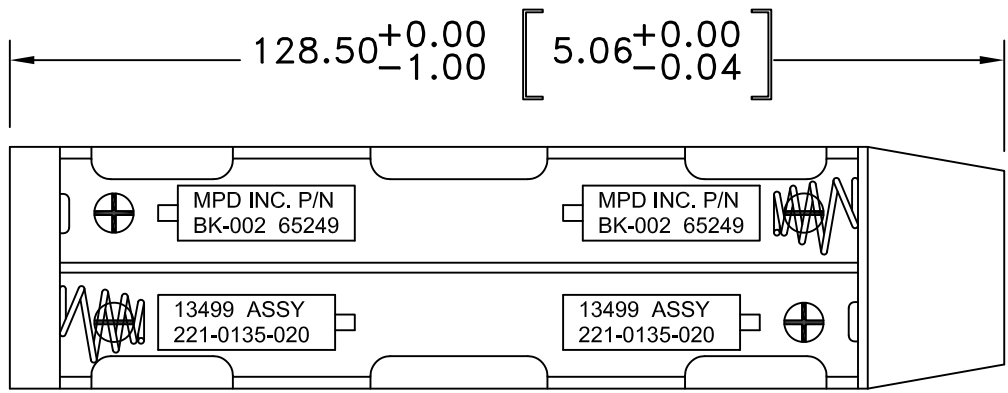 128.50 +0.00 -1.00 [ 5.06 +0.00 -0.04 ]
MPD INC. P/N
BK-002 65249
MPD INC. P/N
BK-002 65249
13499 ASSY
221-0135-020
13499 ASSY
221-0135-020